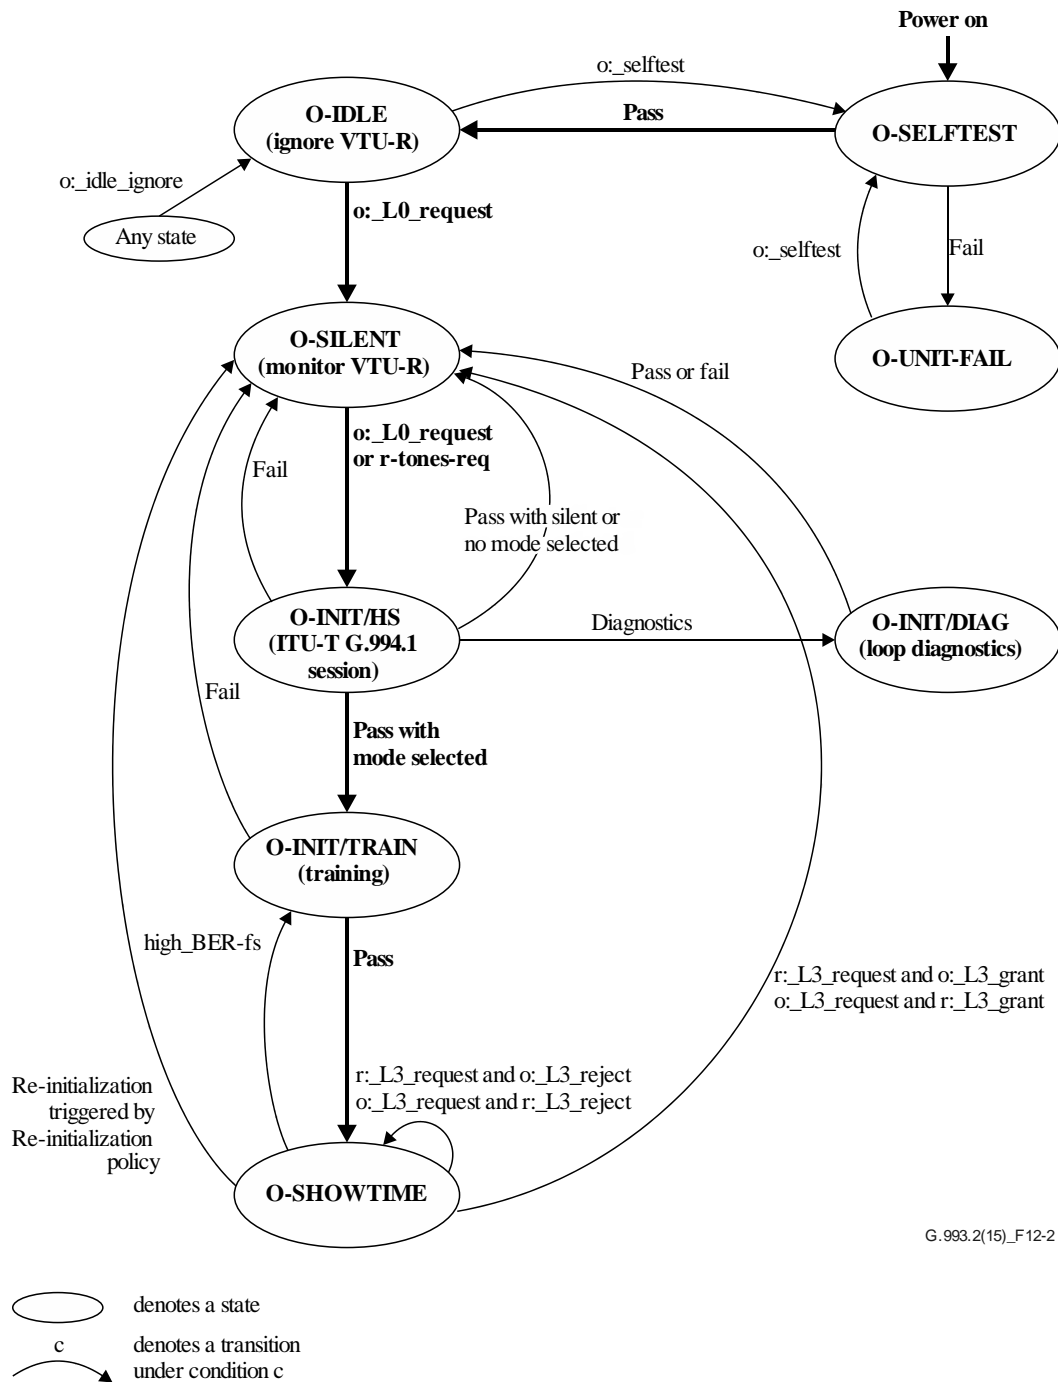 Power on
o:_selftest
O-IDLE
(ignore VTU-R)
Pass
O-SELFTEST
o:_idle_ignore
Any state
o:_L0_request
o:_selftest
Fail
O-SILENT
(monitor VTU-R)
O-UNIT-FAIL
Pass or fail
o:_L0_request
or r-tones-req
Fail
Pass with silent or
no mode selected
O-INIT/HS
(ITU-T G.994.1
session)
Diagnostics
O-INIT/DIAG
(loop diagnostics)
Fail
Pass with
mode selected
O-INIT/TRAIN
(training)
high_BER-fs
Pass
r:_L3_request and o:_L3_grant
o:_L3_request and r:_L3_grant
r:_L3_request and o:_L3_reject
o:_L3_request and r:_L3_reject
Re-initialization
triggered by
Re-initialization
policy
O-SHOWTIME
G.993.2(15)_F12-2
denotes a state
c
denotes a transition
under condition c